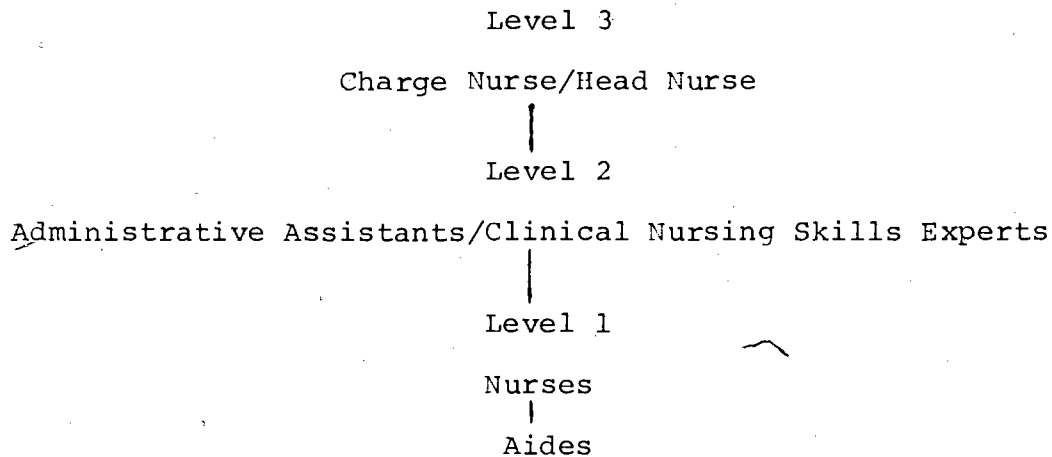 Level 3
Charge Nurse/Head Nurse
Level 2
Administrative Assistants/Clinical Nursing Skills Experts
Level 1
Nurses
Aides